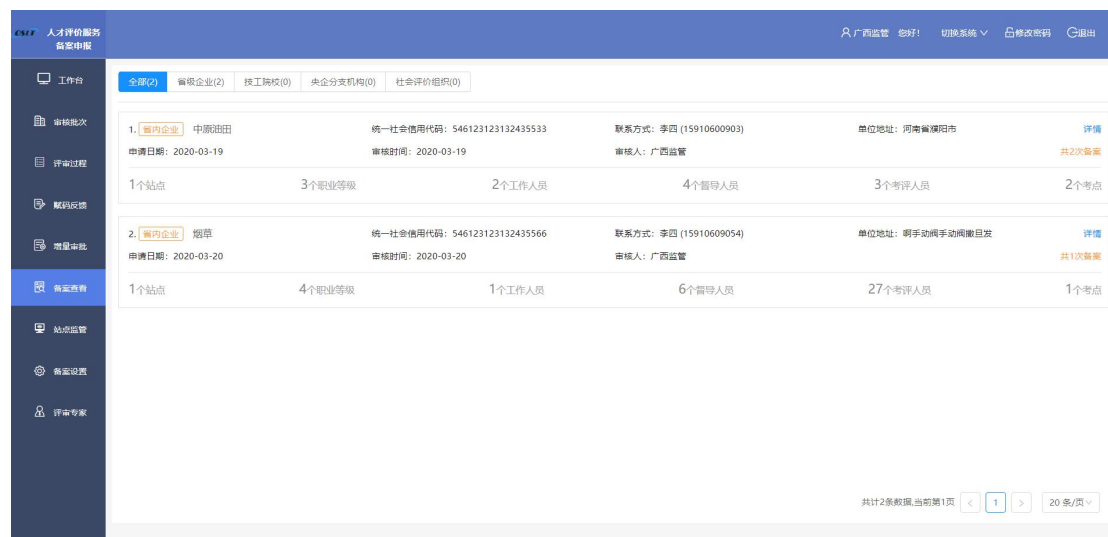 OSTA 人才评价服务
备案申报
广西监管 您好! 切换系统 修改密码 退出
工作台
审核批次
评审过程
赋码反馈
增量审批
备案查看
站点监管
备案设置
评审专家
全部(2) 省级企业(2) 技工院校(0) 央企分支机构(0) 社会评价组织(0)
1. 省内企业 中原油田 统一社会信用代码: 546123123132435533 联系方式: 李四 (15910600903) 单位地址: 河南省濮阳市 详情
申请日期: 2020-03-19 审核时间: 2020-03-19 审核人: 广西监管 共2次备案
1个站点 3个职业等级 2个工作人员 4个督导人员 3个考评人员 2个考点
2. 省内企业 烟草 统一社会信用代码: 546123123132435566 联系方式: 李四 (15910609054) 单位地址: 啊手动阀手动阀撒旦发 详情
申请日期: 2020-03-20 审核时间: 2020-03-20 审核人: 广西监管 共1次备案
1个站点 4个职业等级 1个工作人员 6个督导人员 27个考评人员 1个考点
共计2条数据,当前第1页 < 1 > 20 条/页